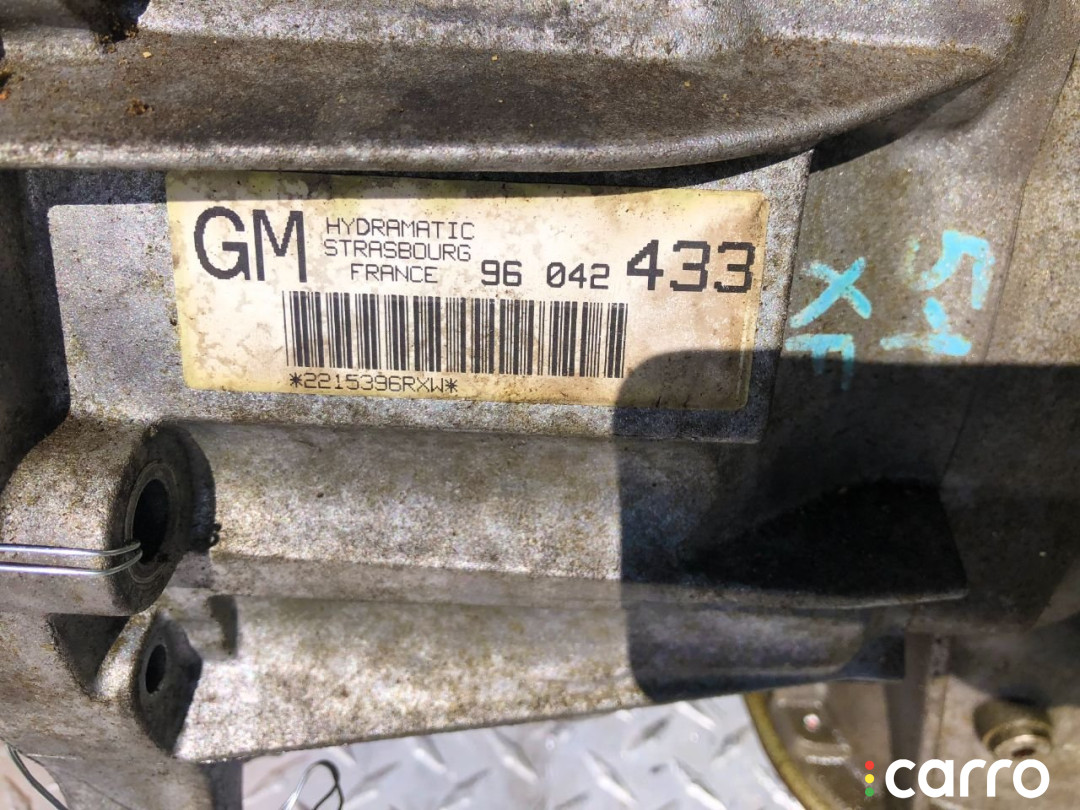 GM
HYDRAMATIC
STRASBOURG
FRANCE
96 042 433
*2215396RXW*
carro